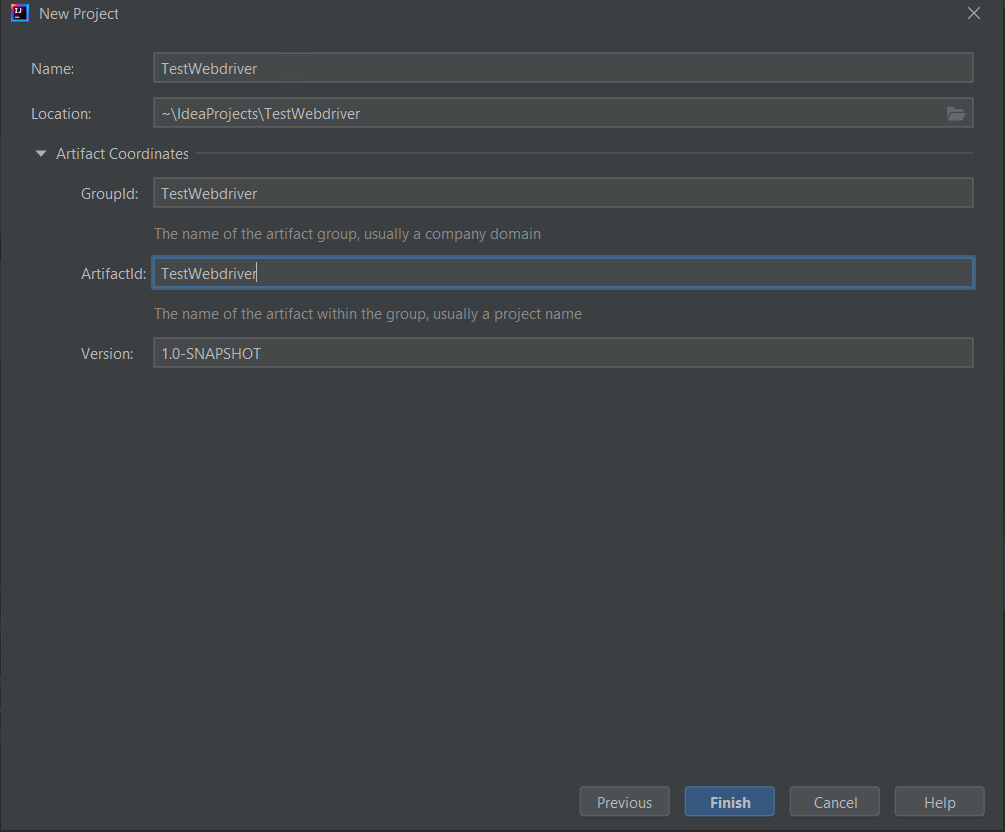 New Project
Name: TestWebdriver
Location: ~\IdeaProjects\TestWebdriver
Artifact Coordinates
GroupId: TestWebdriver
The name of the artifact group, usually a company domain
ArtifactId: TestWebdriver
The name of the artifact within the group, usually a project name
Version: 1.0-SNAPSHOT
Previous Finish Cancel Help